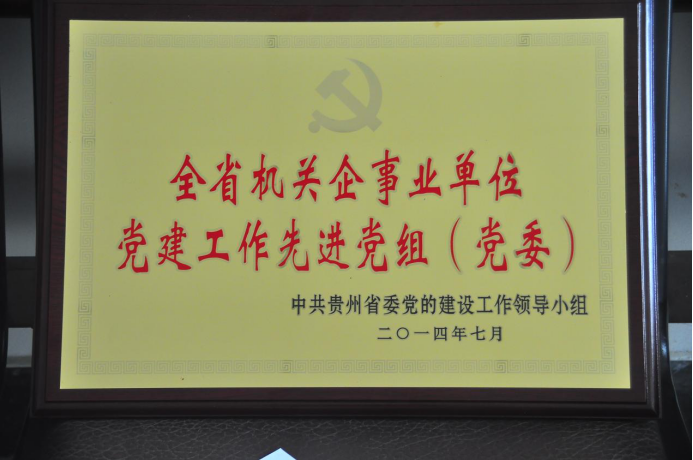 全省机关企事业单位
党建工作先进党组（党委）
中共贵州省委党的建设工作领导小组
二〇一四年七月